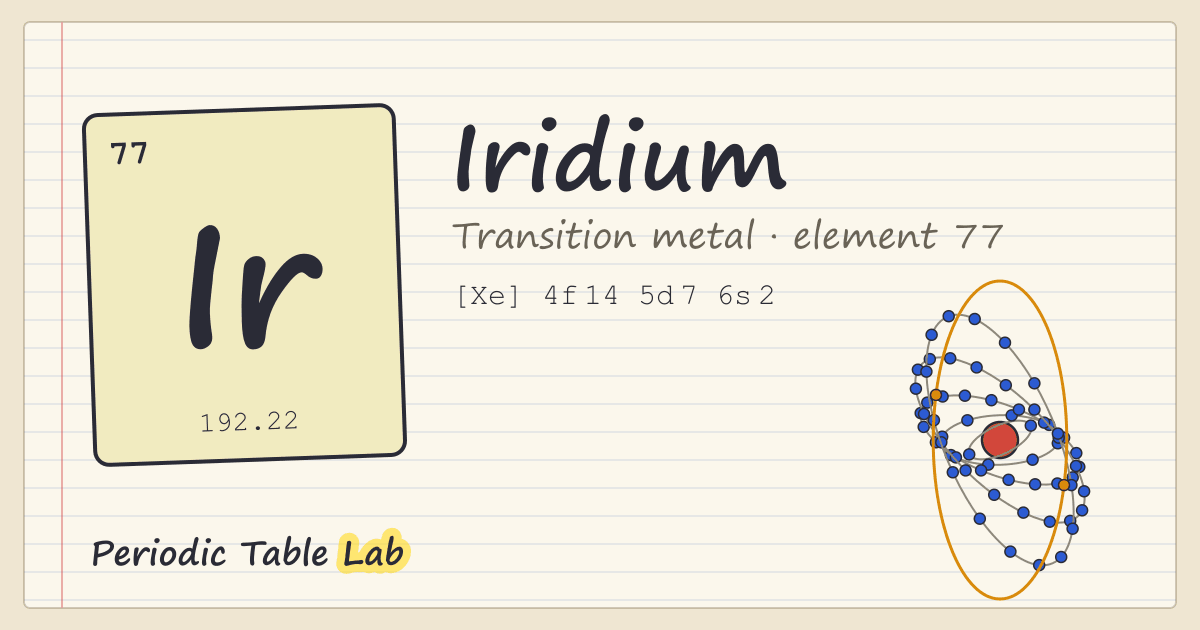 77
Ir
192.22
Iridium
Transition metal · element 77
[Xe] 4f14 5d7 6s2
Periodic Table Lab